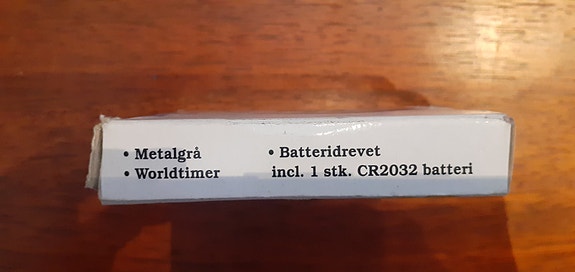 • Metalgrå
• Worldtimer
• Batteridrevet
incl. 1 stk. CR2032 batteri